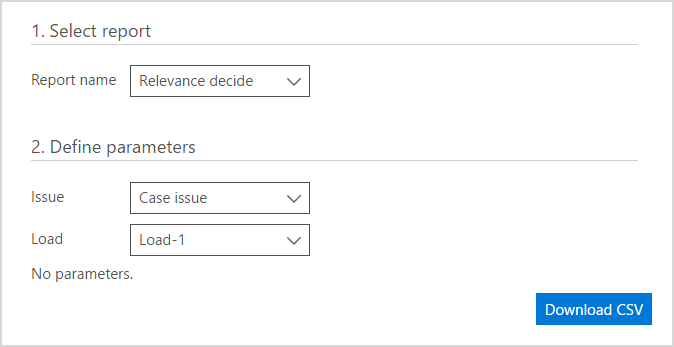 1. Select report
Report name Relevance decide
2. Define parameters
Issue Case issue
Load Load-1
No parameters.
Download CSV